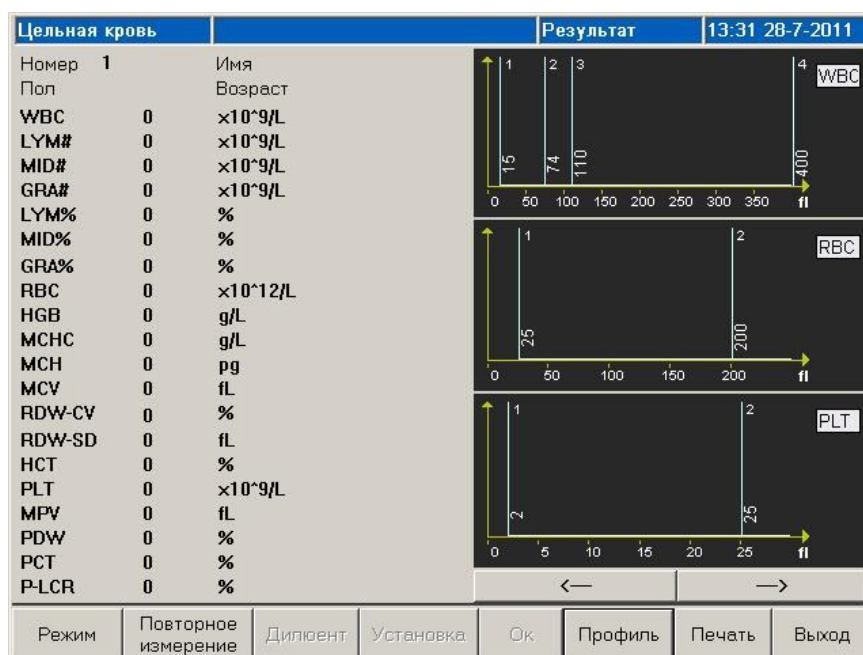 Цельная кровь Результат 13:31 28-7-2011
Номер 1 Имя
Пол Возраст
WBC 0 x10^9/L
LYM# 0 x10^9/L
MID# 0 x10^9/L
GRA# 0 x10^9/L
LYM% 0 %
MID% 0 %
GRA% 0 %
RBC 0 x10^12/L
HGB 0 g/L
MCHC 0 g/L
MCH 0 pg
MCV 0 fL
RDW-CV 0 %
RDW-SD 0 fL
HCT 0 %
PLT 0 x10^9/L
MPV 0 fL
PDW 0 %
PCT 0 %
P-LCR 0 %
1 2 3 4 WBC
15 74 110 400
0 50 100 150 200 250 300 350 fl
1 2 RBC
25 200
0 50 100 150 200 fl
1 2 PLT
2 25
0 5 10 15 20 25 fl
<— —>
Режим Повторное измерение Дилюент Установка Ок Профиль Печать Выход